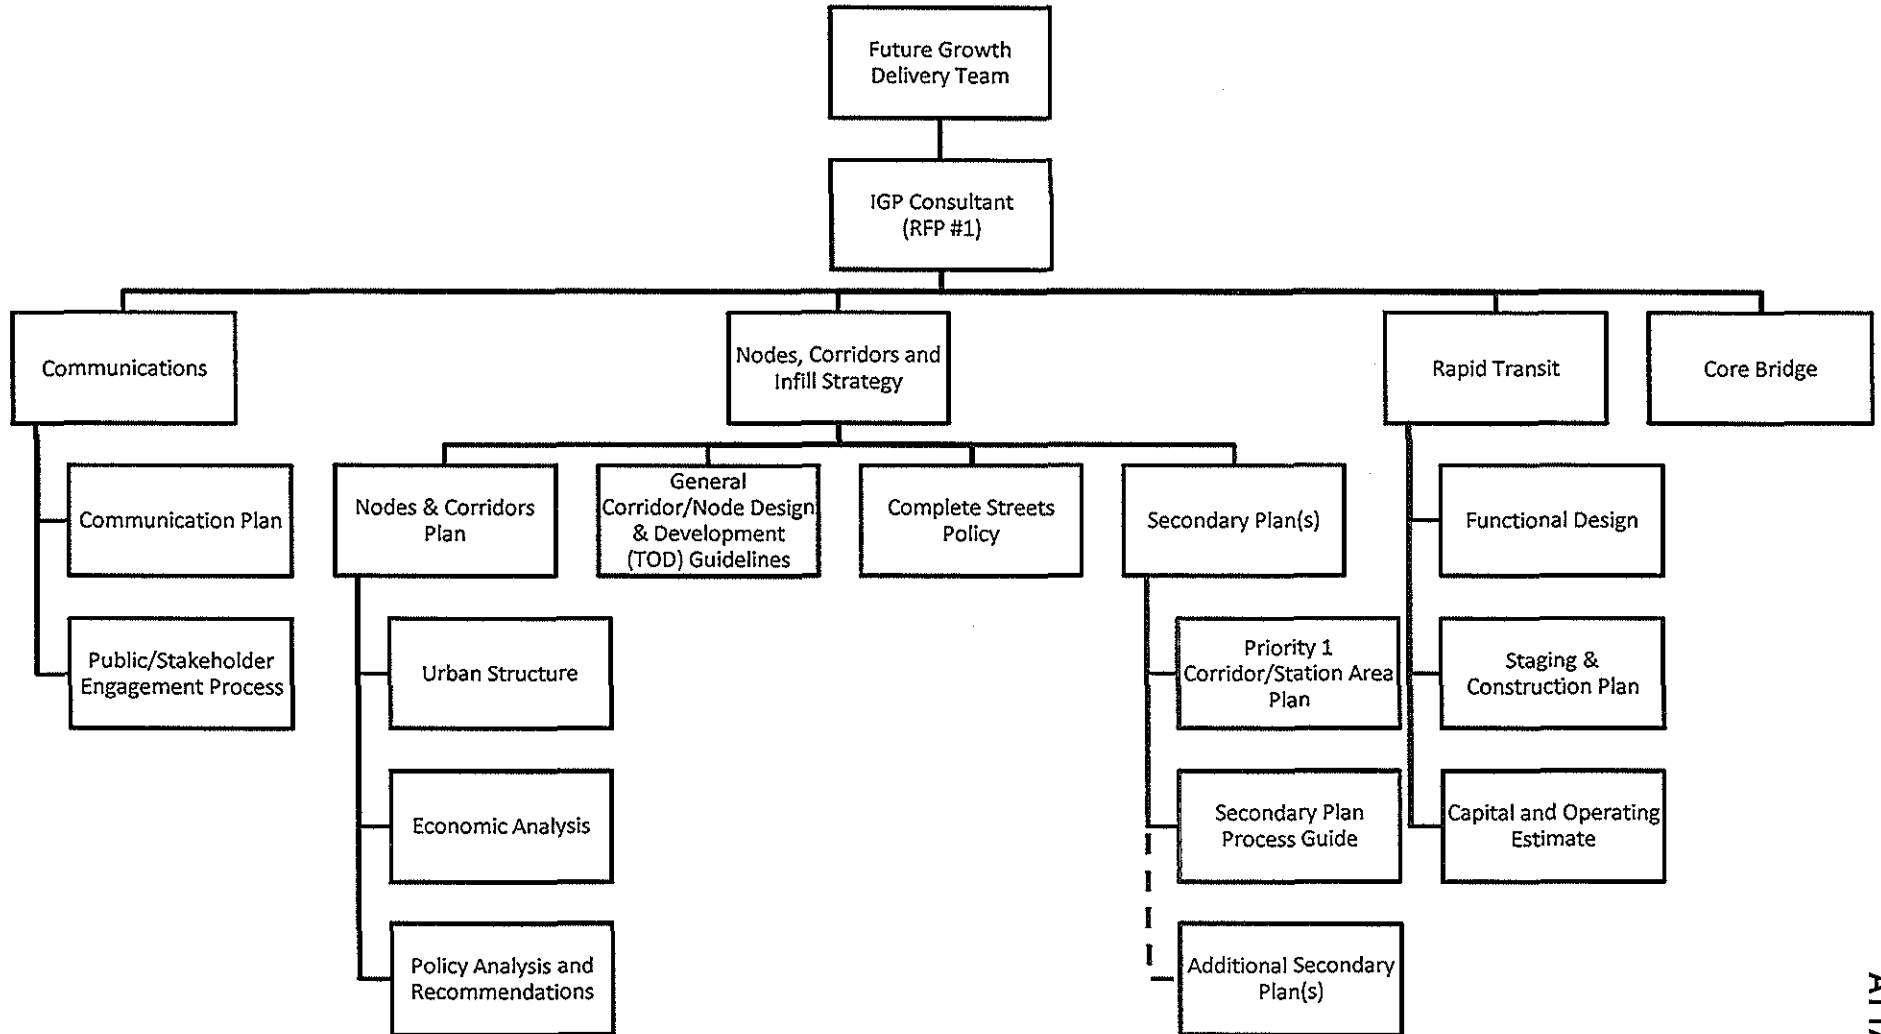 Future Growth
Delivery Team
IGP Consultant
(RFP #1)
Communications
Nodes, Corridors and
Infill Strategy
Rapid Transit
Core Bridge
Communication Plan
Public/Stakeholder
Engagement Process
Nodes & Corridors
Plan
General
Corridor/Node Design
& Development
(TOD) Guidelines
Complete Streets
Policy
Secondary Plan(s)
Urban Structure
Economic Analysis
Policy Analysis and
Recommendations
Priority 1
Corridor/Station Area
Plan
Secondary Plan
Process Guide
Additional Secondary
Plan(s)
Functional Design
Staging &
Construction Plan
Capital and Operating
Estimate